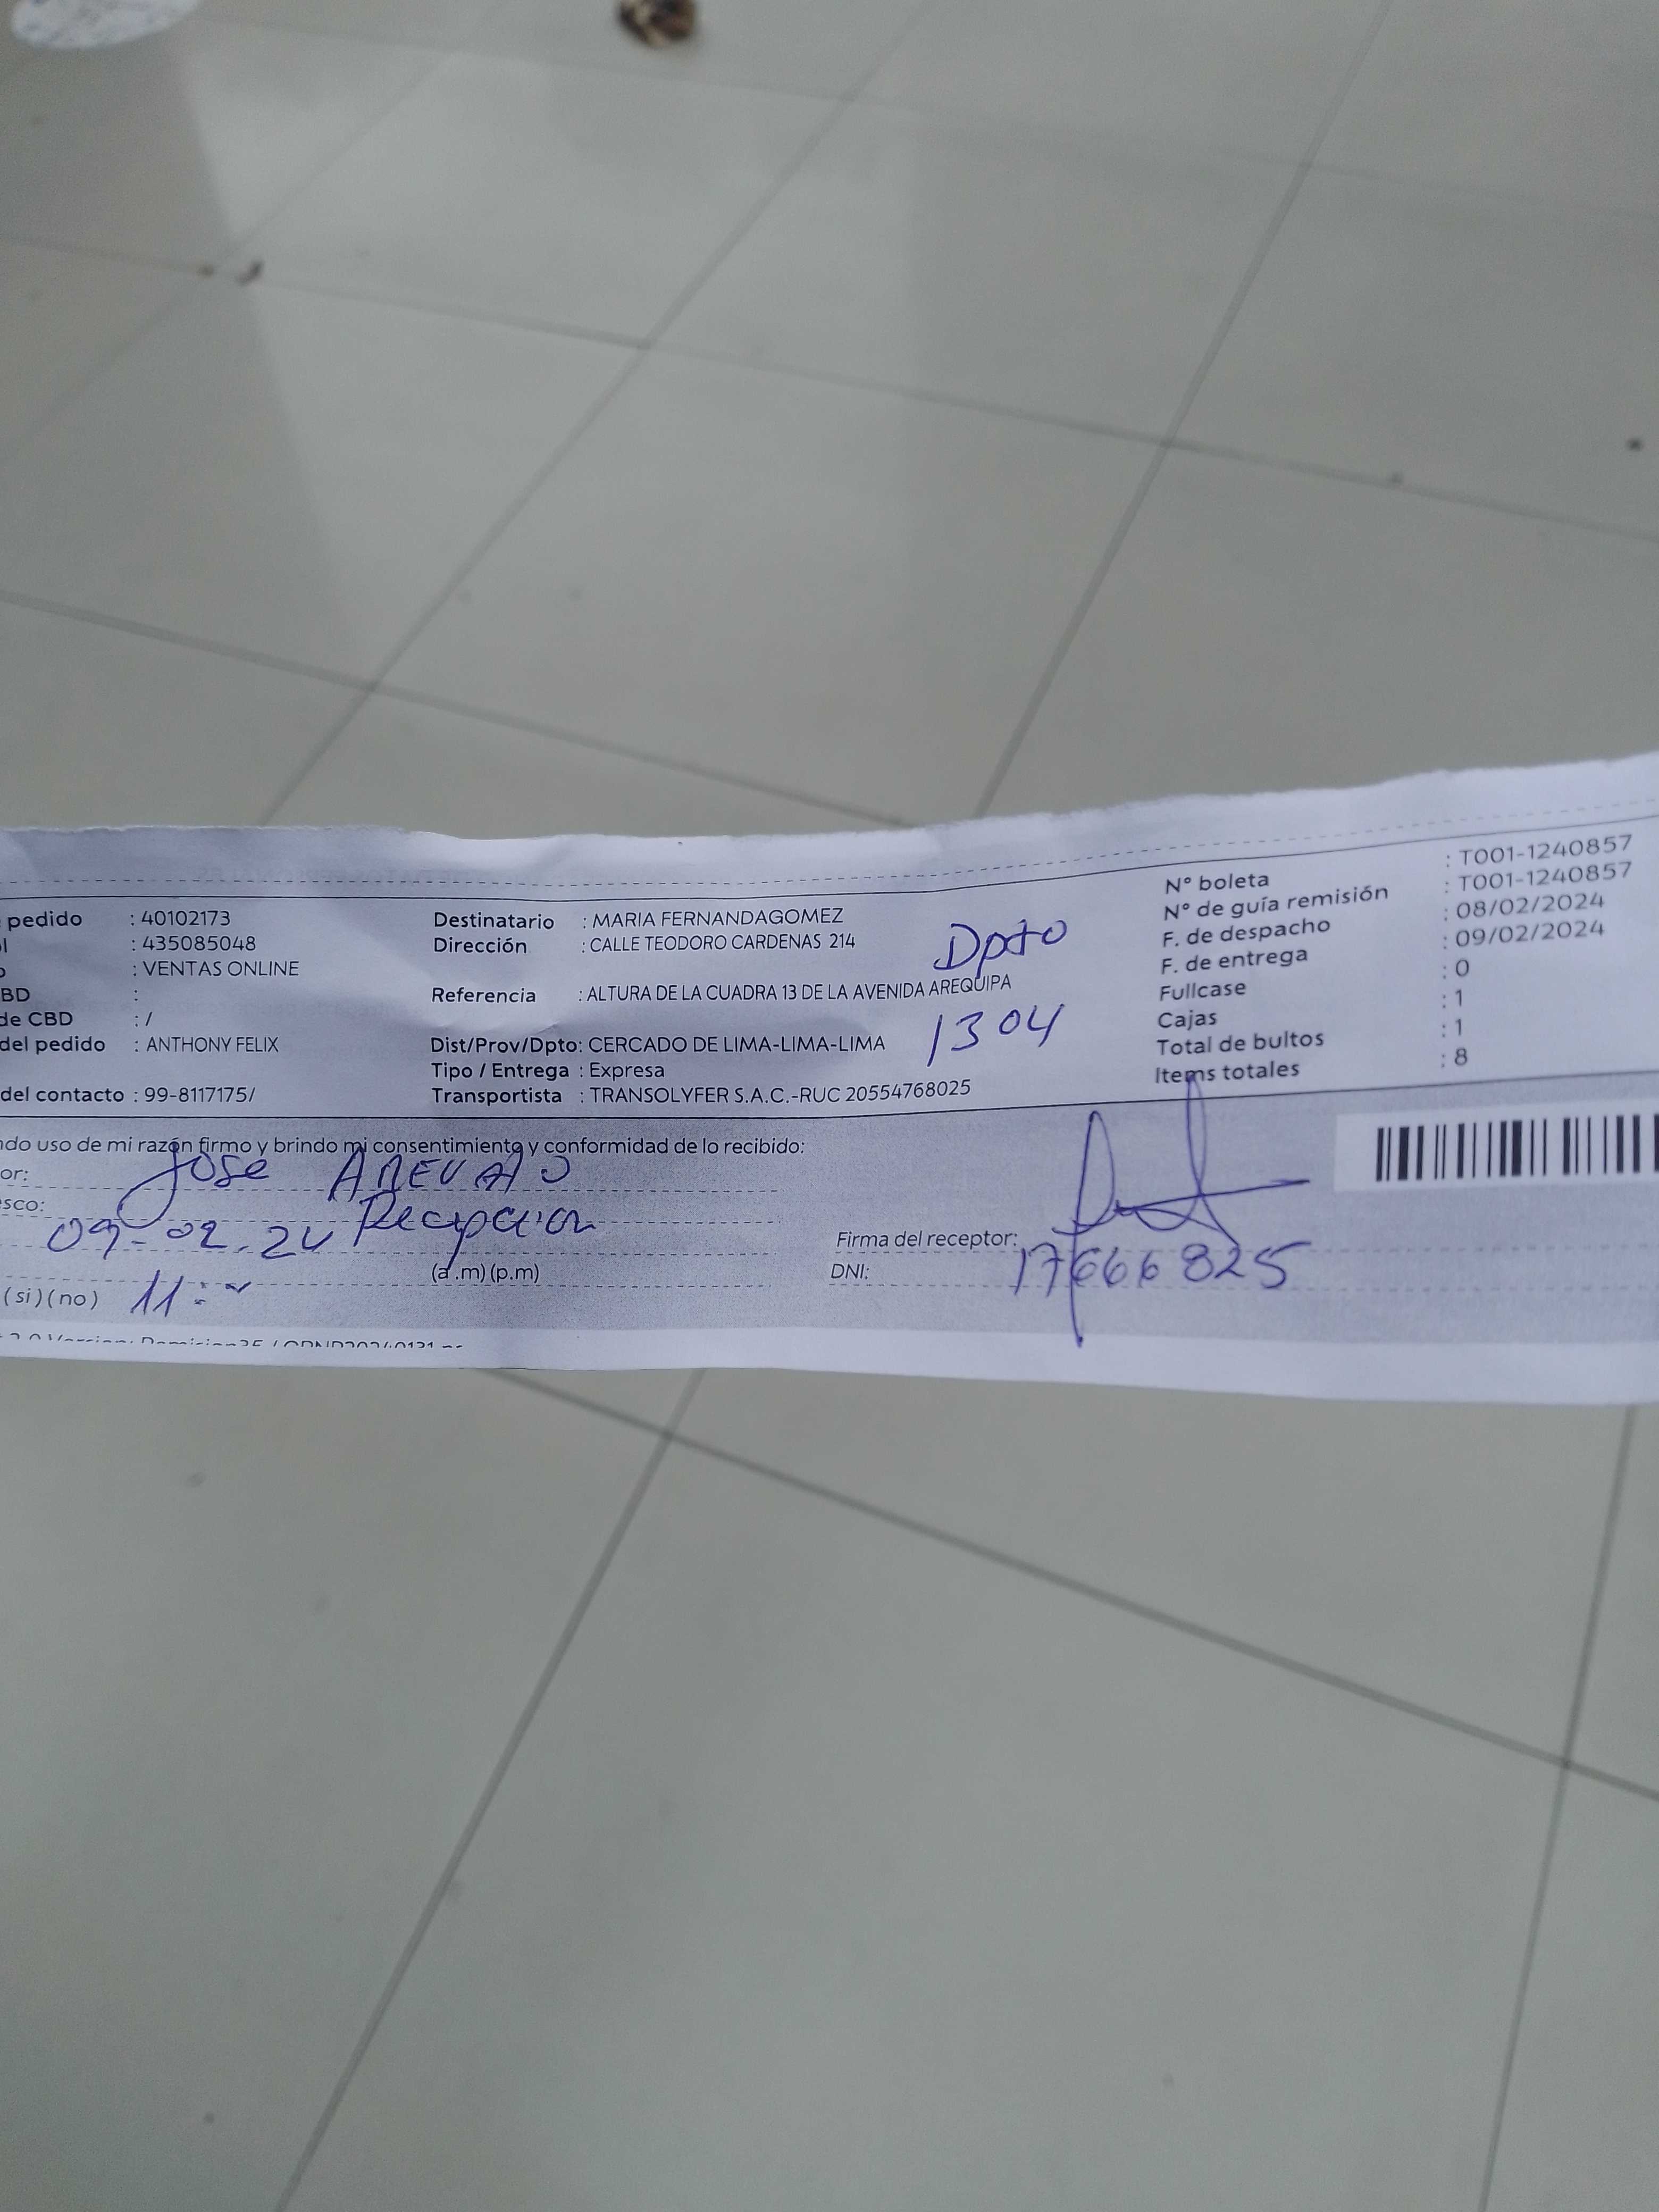 pedido : 40102173
: 435085048
: VENTAS ONLINE
BD :
de CBD : /
del pedido : ANTHONY FELIX
del contacto : 99-8117175/
Destinatario : MARIA FERNANDAGOMEZ
Dirección : CALLE TEODORO CARDENAS 214
Dpto
Referencia : ALTURA DE LA CUADRA 13 DE LA AVENIDA AREQUIPA
1304
Dist/Prov/Dpto: CERCADO DE LIMA-LIMA-LIMA
Tipo / Entrega : Expresa
Transportista : TRANSOLYFER S.A.C.-RUC 20554768025
N° boleta : T001-1240857
N° de guía remisión : T001-1240857
F. de despacho : 08/02/2024
F. de entrega : 09/02/2024
Fullcase : 0
Cajas : 1
Total de bultos : 1
Items totales : 8
ndo uso de mi razón firmo y brindo mi consentimiento y conformidad de lo recibido:
or: Jose AREVALO
sco: Recepcion
09-02.24
(a .m) (p.m)
(si) (no) 11:
Firma del receptor:
DNI: 17666825